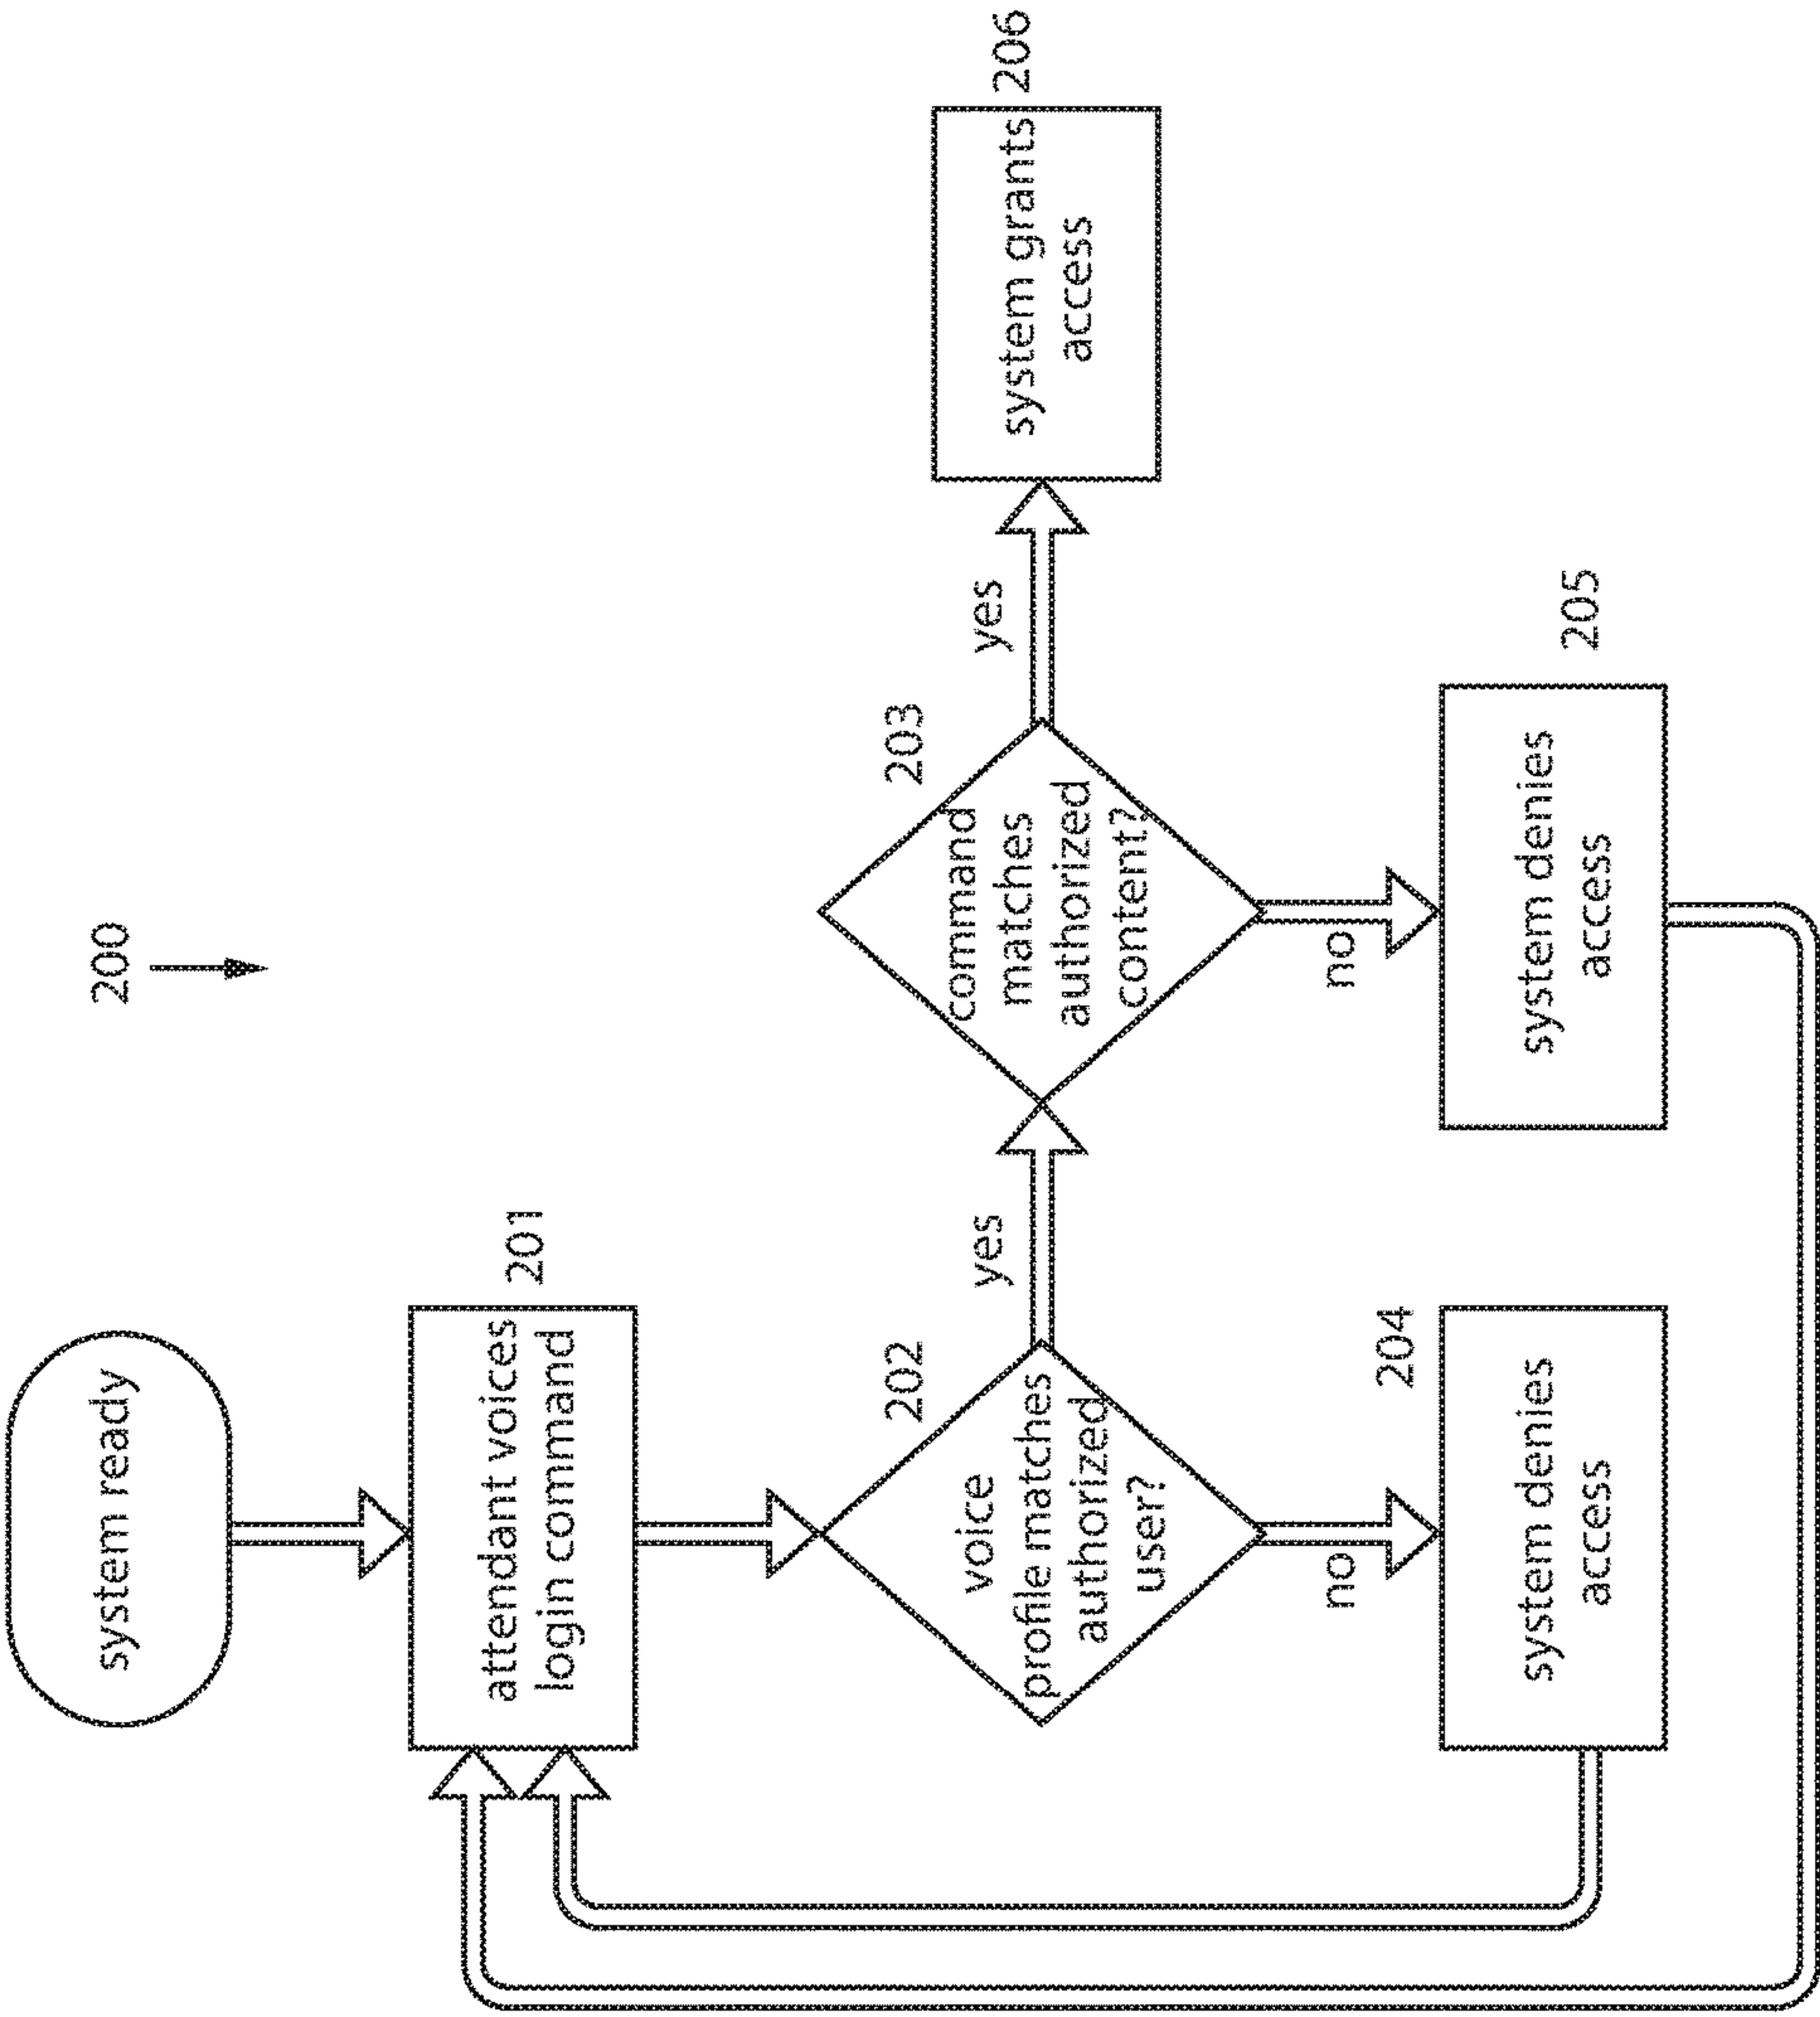 200
system ready
attendant voices
login command
201
voice
profile matches
authorized
user?
202
yes
no
command
matches
authorized
content?
203
yes
no
system denies
access
204
system denies
access
205
system grants
access
206